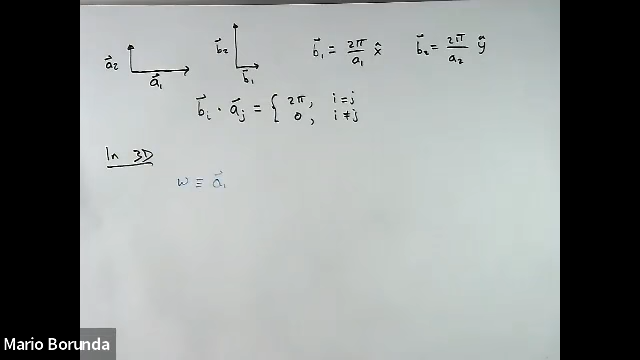 a⃗₂ a⃗₁ b⃗₂ b⃗₁ b⃗₁ = 2π/a₁ x̂ b⃗₂ = 2π/a₂ ŷ
b⃗ᵢ · a⃗ⱼ = { 2π, i=j
0, i≠j
In 3D
w ≡ a⃗₁
Mario Borunda